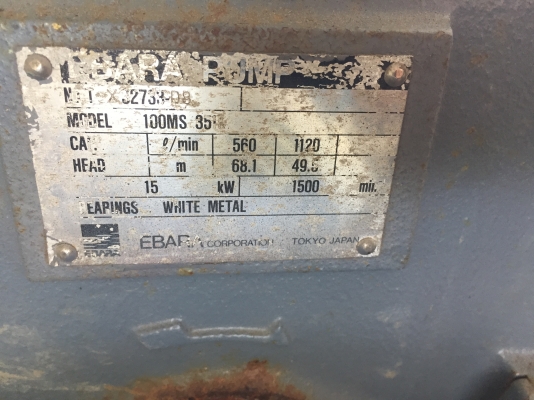 EBARA PUMP
MODEL 100MS 35
CAP. ℓ/min 560 1120
HEAD m 68.1 49.5
15 kW 1500 min.
BEARINGS WHITE METAL
EBARA CORPORATION TOKYO JAPAN